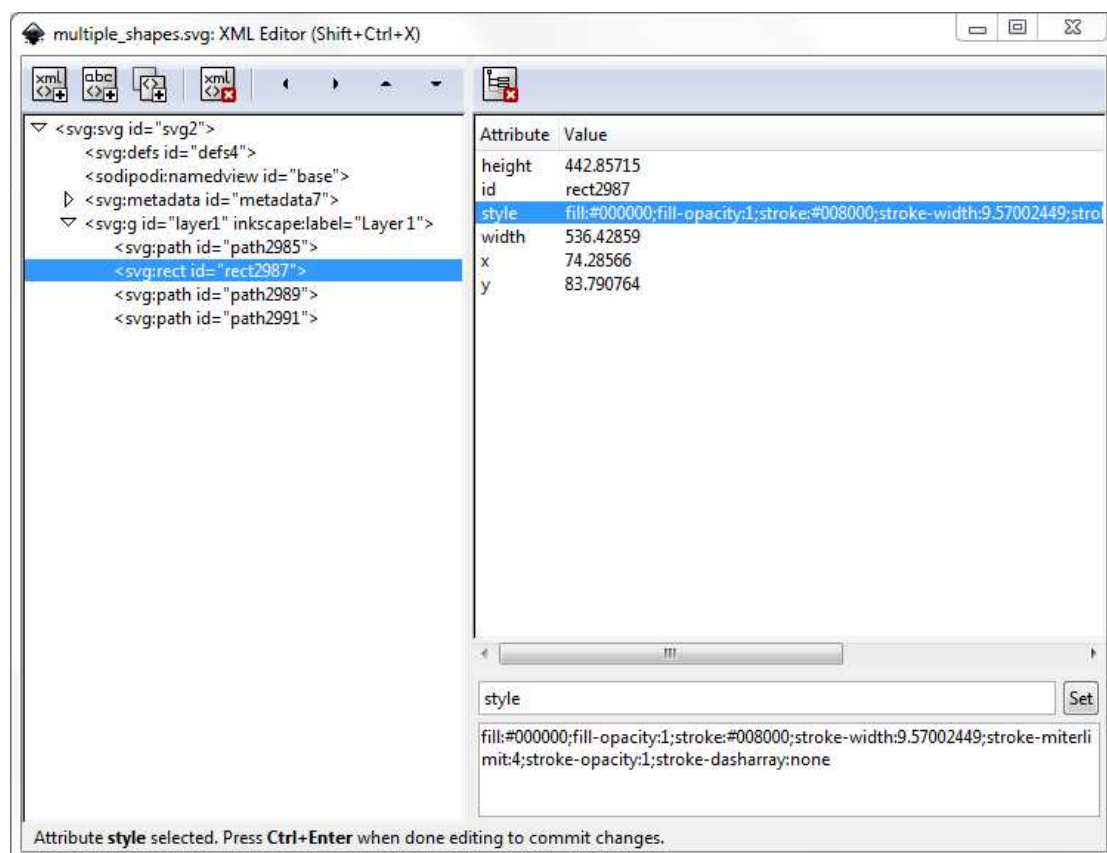 multiple_shapes.svg: XML Editor (Shift+Ctrl+X)
xml
abc
xml
<svg:svg id="svg2">
<svg:defs id="defs4">
<sodipodi:namedview id="base">
<svg:metadata id="metadata7">
<svg:g id="layer1" inkscape:label="Layer 1">
<svg:path id="path2985">
<svg:rect id="rect2987">
<svg:path id="path2989">
<svg:path id="path2991">
Attribute Value
height 442.85715
id rect2987
style fill:#000000;fill-opacity:1;stroke:#008000;stroke-width:9.57002449;stro
width 536.42859
x 74.28566
y 83.790764
style
Set
fill:#000000;fill-opacity:1;stroke:#008000;stroke-width:9.57002449;stroke-miterli
mit:4;stroke-opacity:1;stroke-dasharray:none
Attribute style selected. Press Ctrl+Enter when done editing to commit changes.